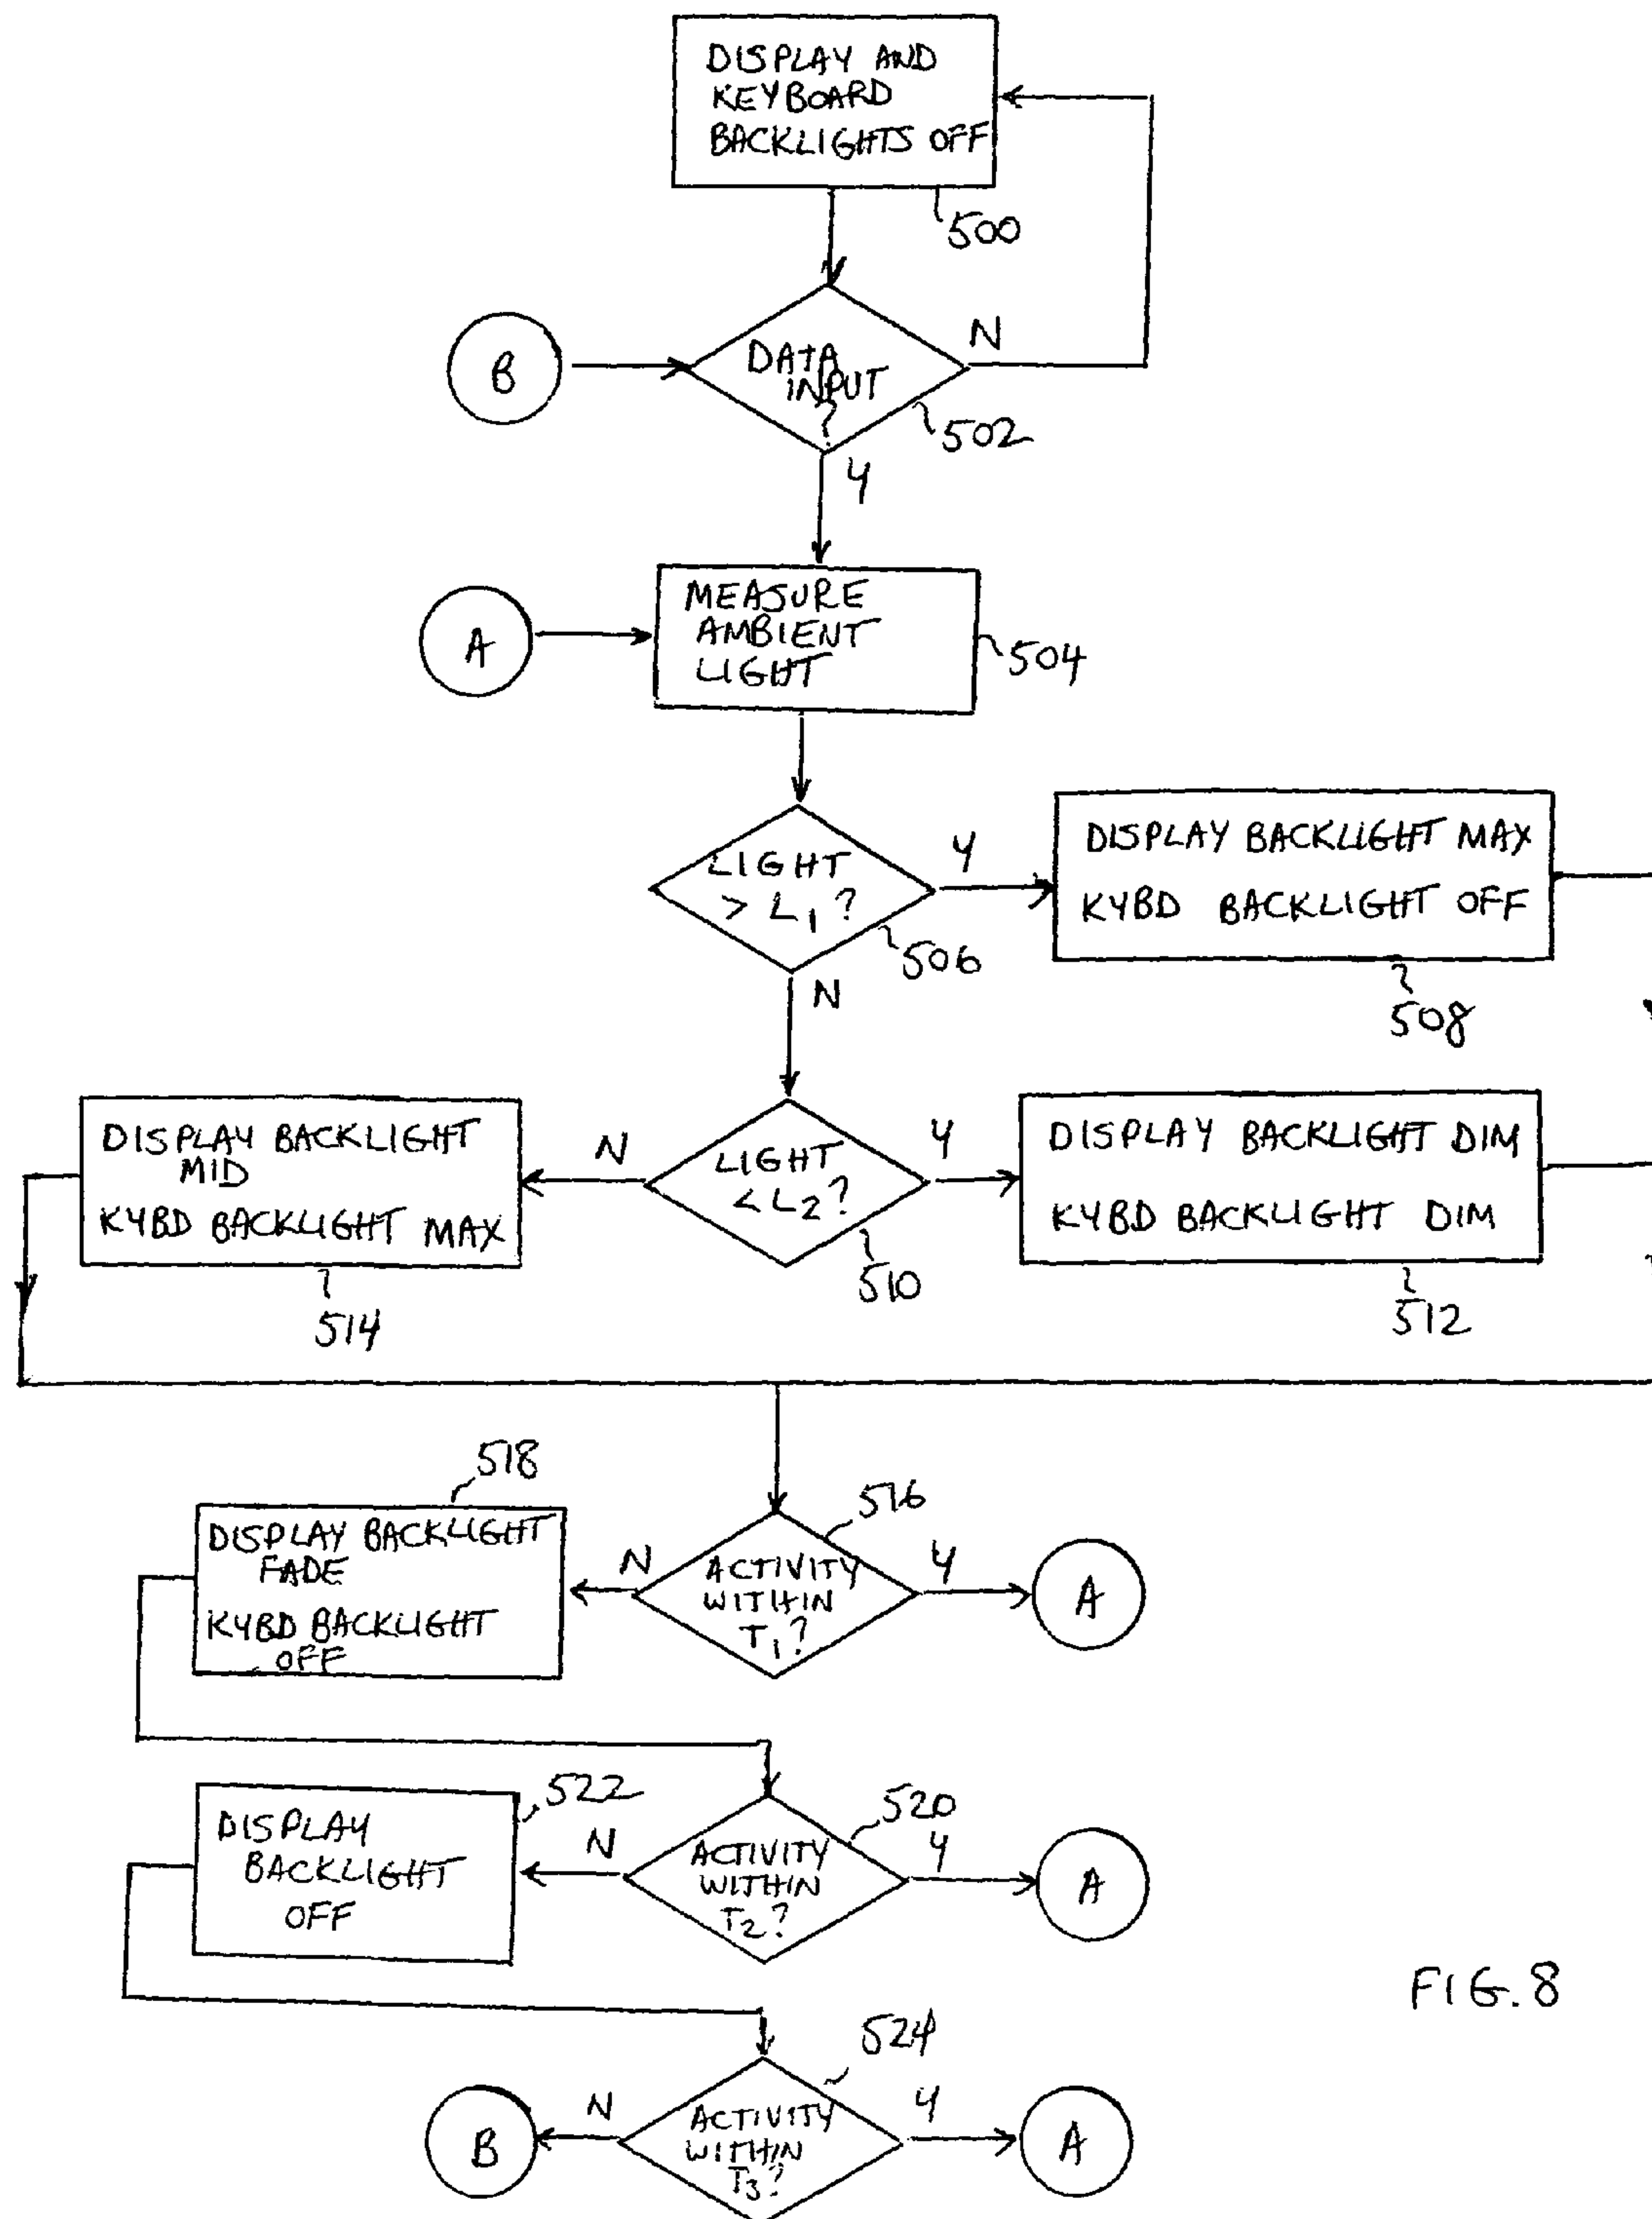 DISPLAY AND
KEYBOARD
BACKLIGHTS OFF
500
B
DATA
INPUT
?
N
502
Y
A
MEASURE
AMBIENT
LIGHT
504
LIGHT
> L1 ?
Y
506
N
DISPLAY BACKLIGHT MAX
KYBD BACKLIGHT OFF
508
DISPLAY BACKLIGHT
MID
KYBD BACKLIGHT MAX
514
N
LIGHT
< L2 ?
Y
510
DISPLAY BACKLIGHT DIM
KYBD BACKLIGHT DIM
512
518
DISPLAY BACKLIGHT
FADE
KYBD BACKLIGHT
OFF
N
516
ACTIVITY
WITHIN
T1 ?
Y
A
522
DISPLAY
BACKLIGHT
OFF
N
520
ACTIVITY
WITHIN
T2 ?
Y
A
FIG. 8
524
B
N
ACTIVITY
WITHIN
T3 ?
Y
A